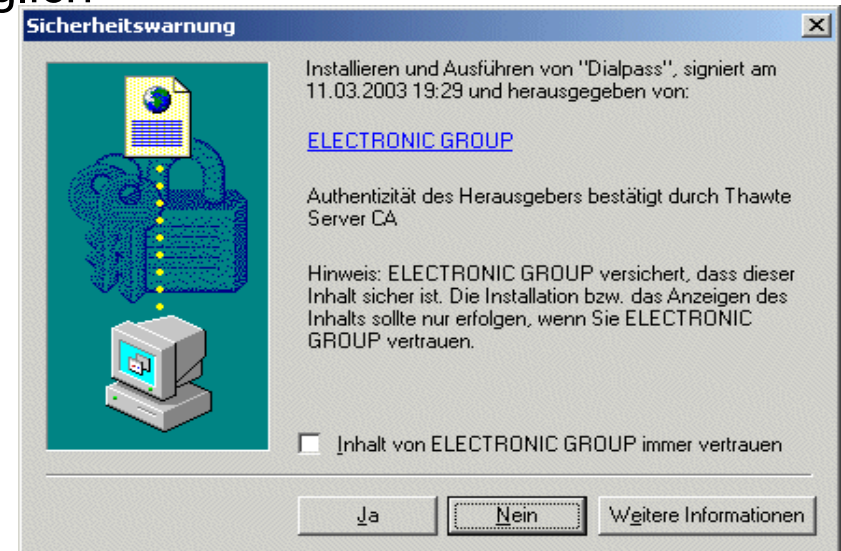 Sicherheitswarnung
Installieren und Ausführen von "Dialpass", signiert am
11.03.2003 19:29 und herausgegeben von:
ELECTRONIC GROUP
Authentizität des Herausgebers bestätigt durch Thawte
Server CA
Hinweis: ELECTRONIC GROUP versichert, dass dieser
Inhalt sicher ist. Die Installation bzw. das Anzeigen des
Inhalts sollte nur erfolgen, wenn Sie ELECTRONIC
GROUP vertrauen.
Inhalt von ELECTRONIC GROUP immer vertrauen
Ja
Nein
Weitere Informationen